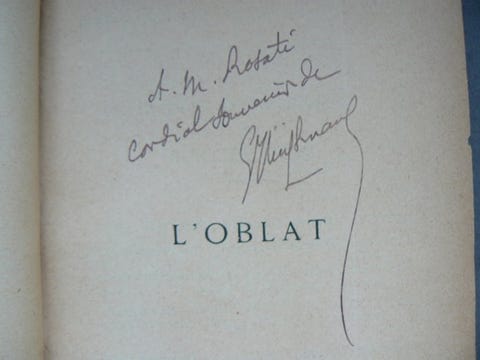 A. M. Rosati
cordial souvenir de
L'OBLAT